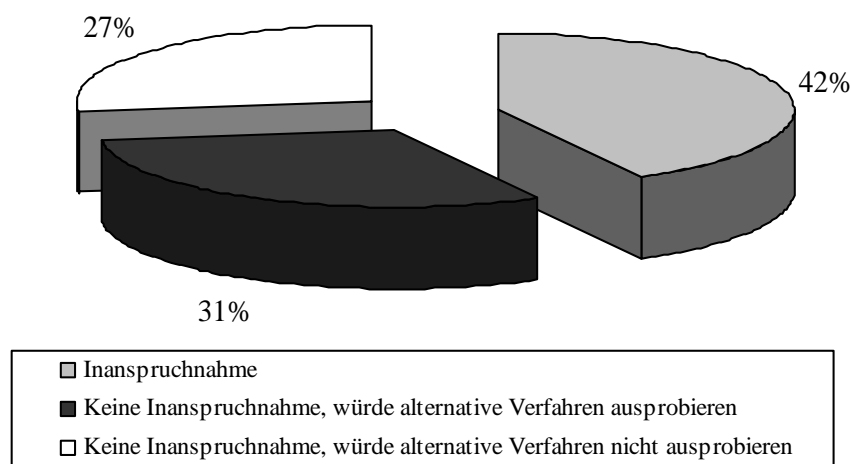 27%
42%
31%
Inanspruchnahme
Keine Inanspruchnahme, würde alternative Verfahren ausprobieren
Keine Inanspruchnahme, würde alternative Verfahren nicht ausprobieren